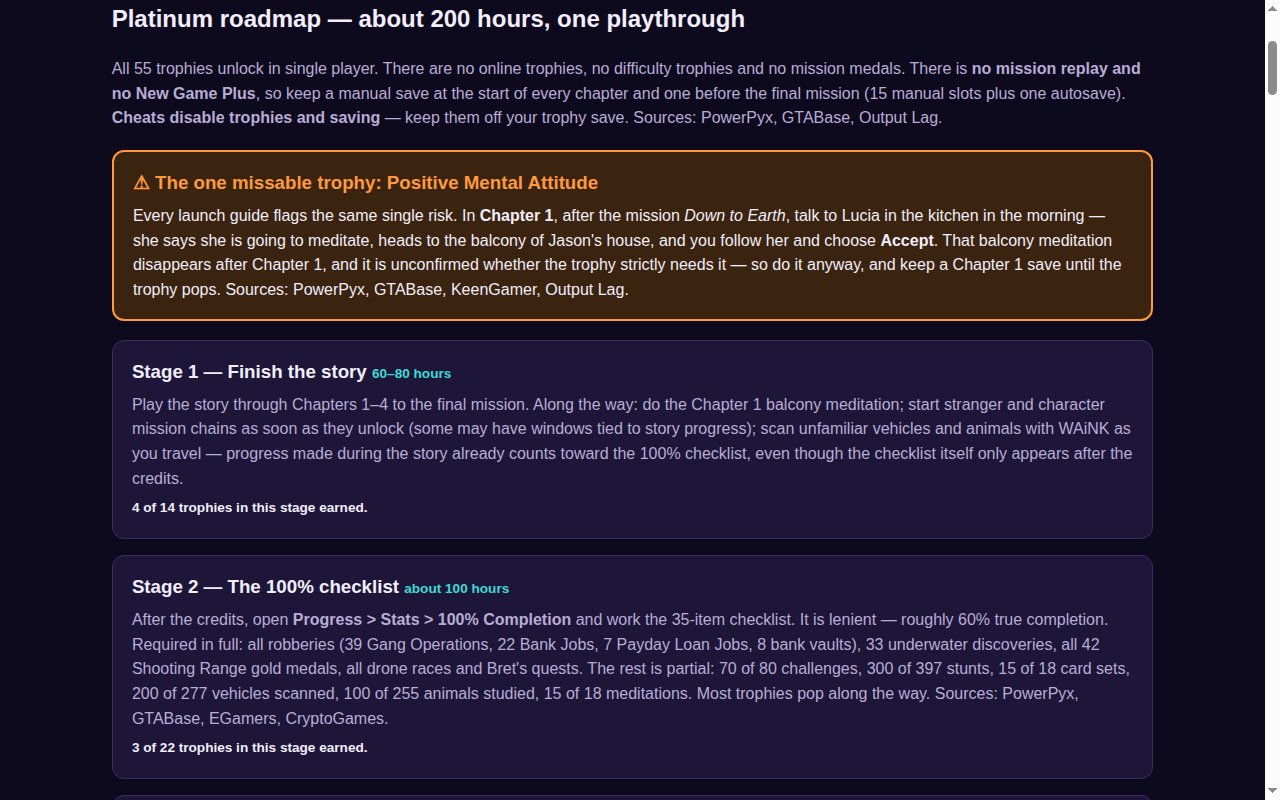 Platinum roadmap — about 200 hours, one playthrough
All 55 trophies unlock in single player. There are no online trophies, no difficulty trophies and no mission medals. There is no mission replay and
no New Game Plus, so keep a manual save at the start of every chapter and one before the final mission (15 manual slots plus one autosave).
Cheats disable trophies and saving — keep them off your trophy save. Sources: PowerPyx, GTABase, Output Lag.
⚠ The one missable trophy: Positive Mental Attitude
Every launch guide flags the same single risk. In Chapter 1, after the mission Down to Earth, talk to Lucia in the kitchen in the morning —
she says she is going to meditate, heads to the balcony of Jason's house, and you follow her and choose Accept. That balcony meditation
disappears after Chapter 1, and it is unconfirmed whether the trophy strictly needs it — so do it anyway, and keep a Chapter 1 save until the
trophy pops. Sources: PowerPyx, GTABase, KeenGamer, Output Lag.
Stage 1 — Finish the story 60–80 hours
Play the story through Chapters 1–4 to the final mission. Along the way: do the Chapter 1 balcony meditation; start stranger and character
mission chains as soon as they unlock (some may have windows tied to story progress); scan unfamiliar vehicles and animals with WAiNK as
you travel — progress made during the story already counts toward the 100% checklist, even though the checklist itself only appears after the
credits.
4 of 14 trophies in this stage earned.
Stage 2 — The 100% checklist about 100 hours
After the credits, open Progress > Stats > 100% Completion and work the 35-item checklist. It is lenient — roughly 60% true completion.
Required in full: all robberies (39 Gang Operations, 22 Bank Jobs, 7 Payday Loan Jobs, 8 bank vaults), 33 underwater discoveries, all 42
Shooting Range gold medals, all drone races and Bret's quests. The rest is partial: 70 of 80 challenges, 300 of 397 stunts, 15 of 18 card sets,
200 of 277 vehicles scanned, 100 of 255 animals studied, 15 of 18 meditations. Most trophies pop along the way. Sources: PowerPyx,
GTABase, EGamers, CryptoGames.
3 of 22 trophies in this stage earned.